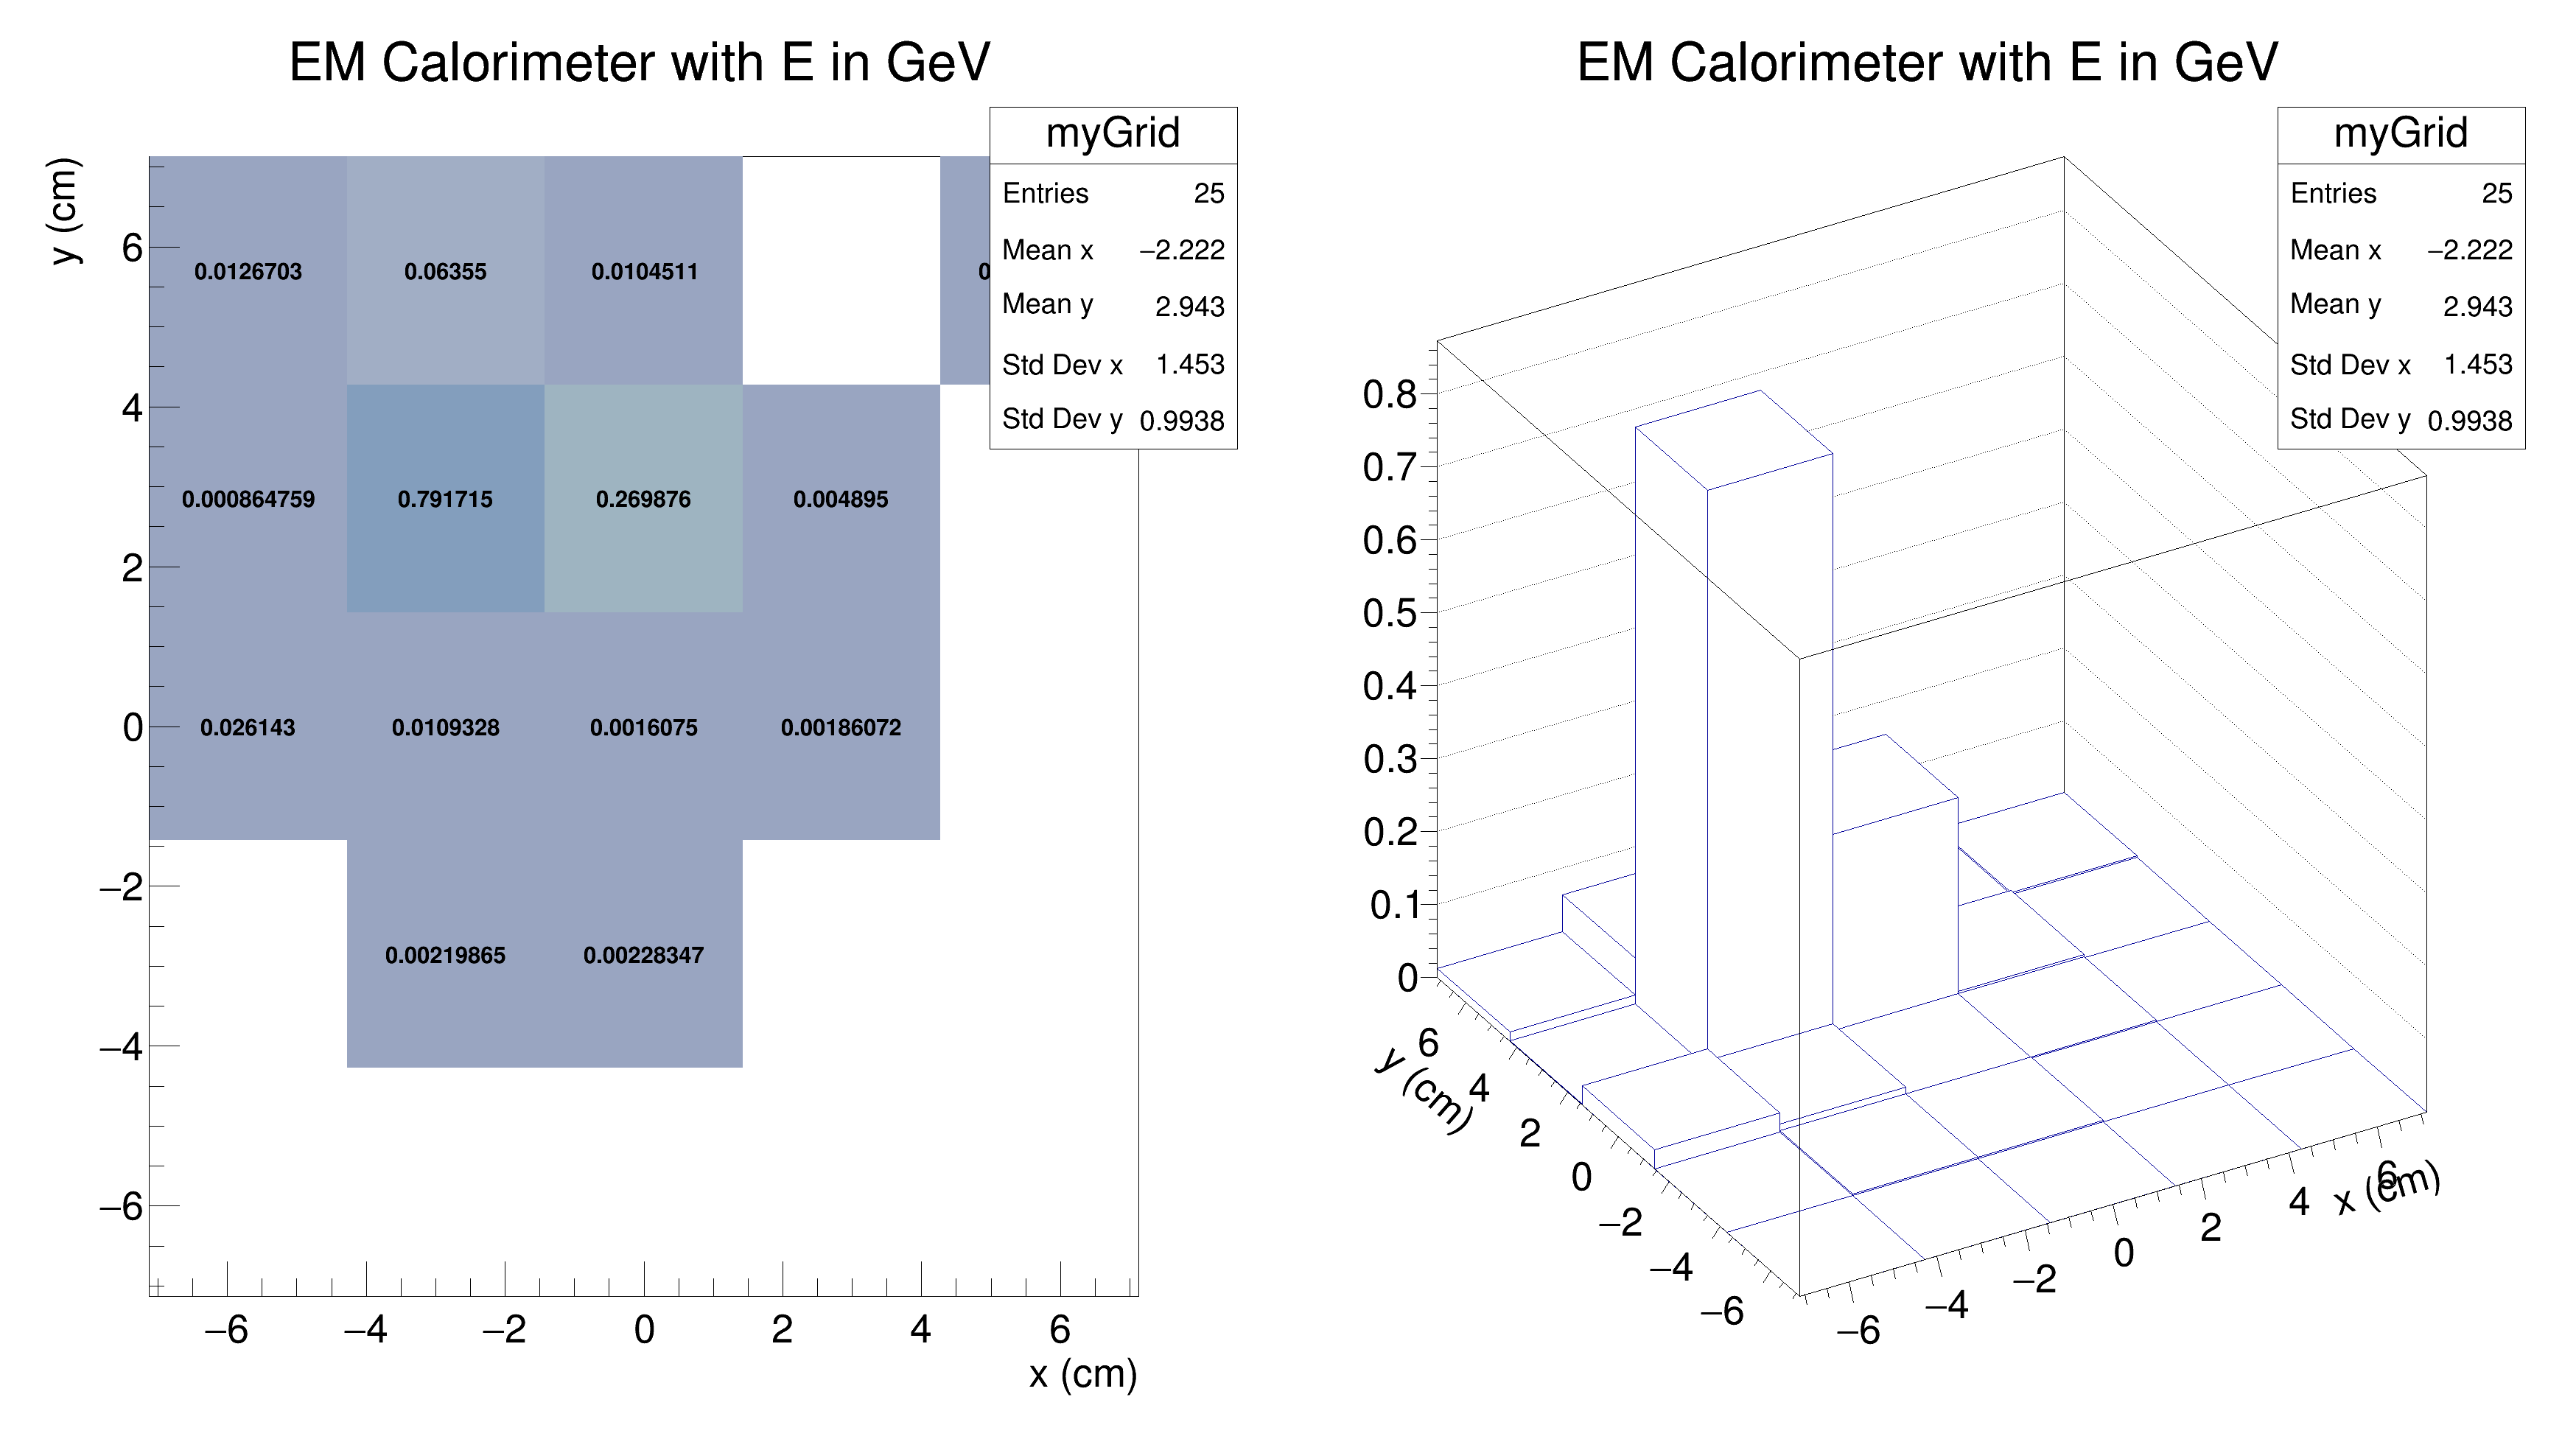 EM Calorimeter with E in GeV
myGrid
Entries 25
Mean x −2.222
Mean y 2.943
Std Dev x 1.453
Std Dev y 0.9938
y (cm)
6
4
2
0
−2
−4
−6
0.0126703 0.06355 0.0104511 0
0.000864759 0.791715 0.269876 0.004895
0.026143 0.0109328 0.0016075 0.00186072
0.00219865 0.00228347
−6 −4 −2 0 2 4 6
x (cm)
EM Calorimeter with E in GeV
myGrid
Entries 25
Mean x −2.222
Mean y 2.943
Std Dev x 1.453
Std Dev y 0.9938
0.8
0.7
0.6
0.5
0.4
0.3
0.2
0.1
0
6
4
2
0
−2
−4
−6
y (cm)
−6 −4 −2 0 2 4 6
x (cm)